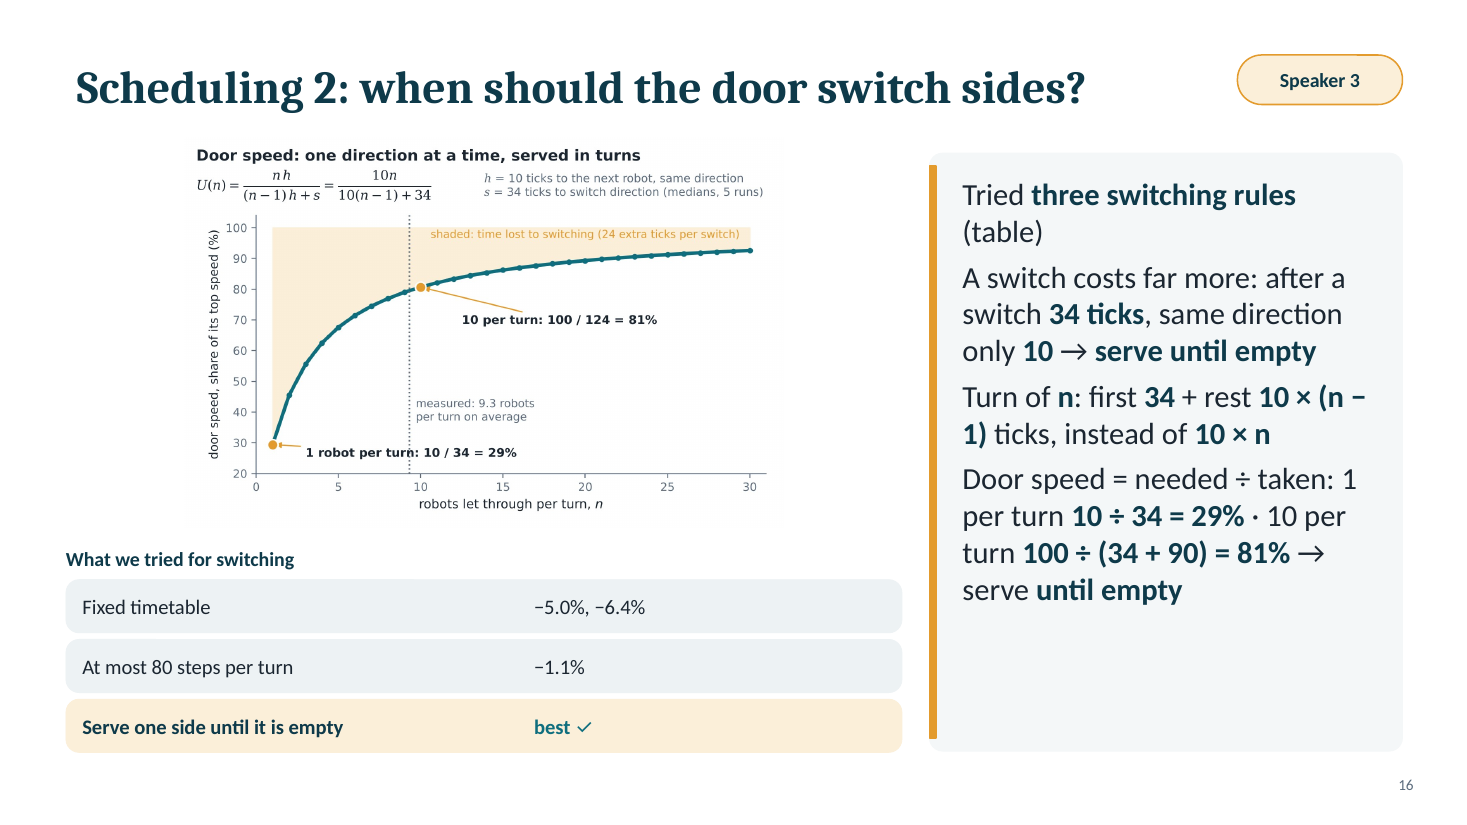 Scheduling 2: when should the door switch sides?
Speaker 3
Door speed: one direction at a time, served in turns
U(n) = n h / ((n − 1) h + s) = 10n / (10(n − 1) + 34)
h = 10 ticks to the next robot, same direction
s = 34 ticks to switch direction (medians, 5 runs)
shaded: time lost to switching (24 extra ticks per switch)
door speed, share of its top speed (%)
100
90
80
70
60
50
40
30
20
10 per turn: 100 / 124 = 81%
measured: 9.3 robots
per turn on average
1 robot per turn: 10 / 34 = 29%
0 5 10 15 20 25 30
robots let through per turn, n
What we tried for switching
Fixed timetable −5.0%, −6.4%
At most 80 steps per turn −1.1%
Serve one side until it is empty best ✓
Tried three switching rules
(table)
A switch costs far more: after a
switch 34 ticks, same direction
only 10 → serve until empty
Turn of n: first 34 + rest 10 × (n −
1) ticks, instead of 10 × n
Door speed = needed ÷ taken: 1
per turn 10 ÷ 34 = 29% · 10 per
turn 100 ÷ (34 + 90) = 81% →
serve until empty
16